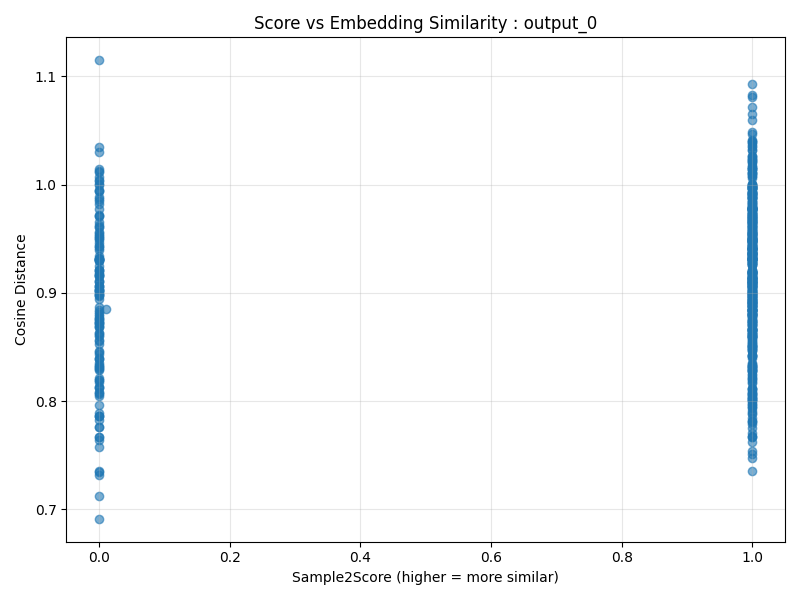 Score vs Embedding Similarity : output_0
1.1
1.0
0.9
0.8
0.7
Cosine Distance
0.0 0.2 0.4 0.6 0.8 1.0
Sample2Score (higher = more similar)